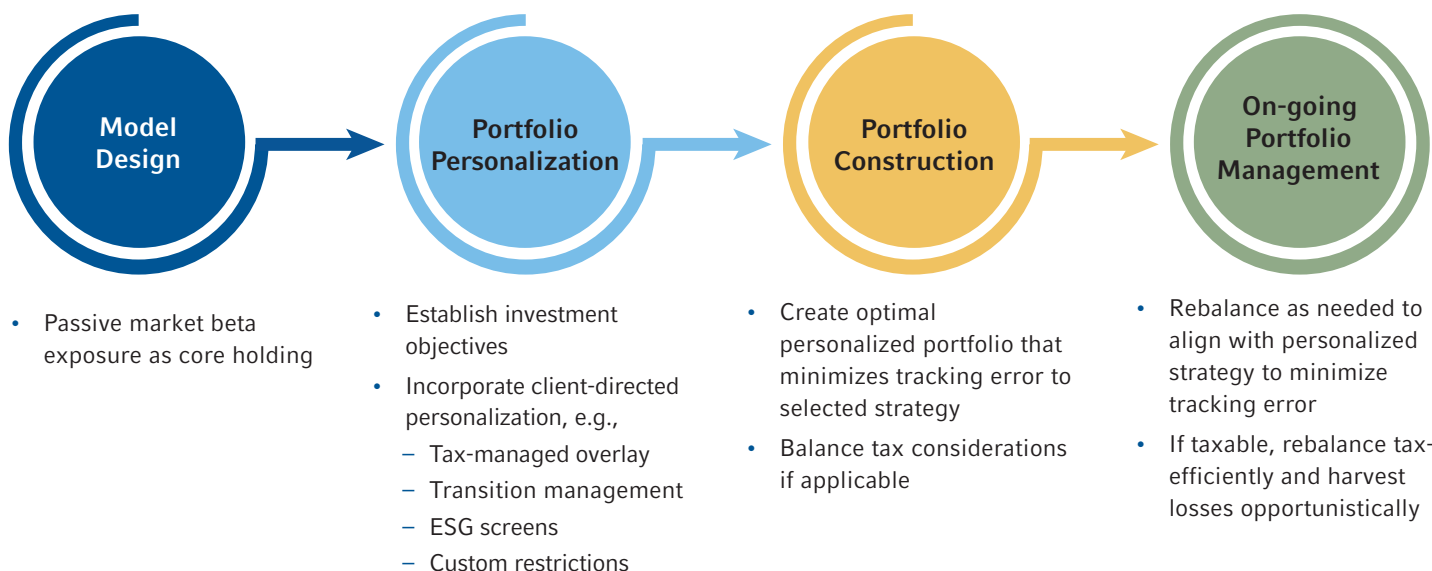 Model
Design
Portfolio
Personalization
Portfolio
Construction
On-going
Portfolio
Management
• Passive market beta
exposure as core holding
• Establish investment
objectives
• Incorporate client-directed
personalization, e.g.,
– Tax-managed overlay
– Transition management
– ESG screens
– Custom restrictions
• Create optimal
personalized portfolio that
minimizes tracking error to
selected strategy
• Balance tax considerations
if applicable
• Rebalance as needed to
align with personalized
strategy to minimize
tracking error
• If taxable, rebalance tax-
efficiently and harvest
losses opportunistically